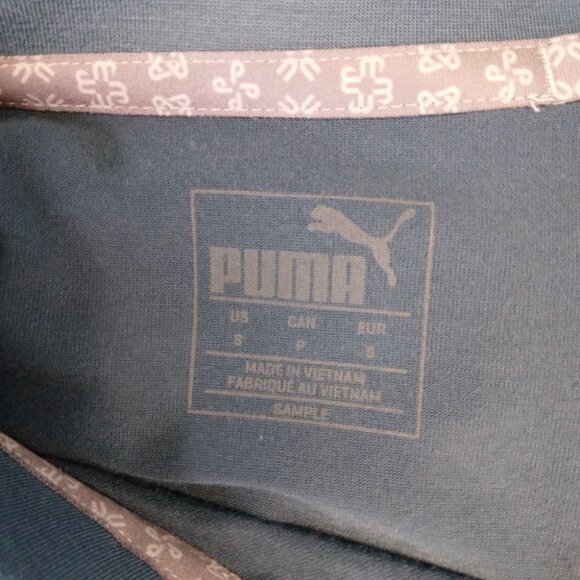 PUMA
US CAN EUR
S P S
MADE IN VIETNAM
FABRIQUÉ AU VIETNAM
SAMPLE